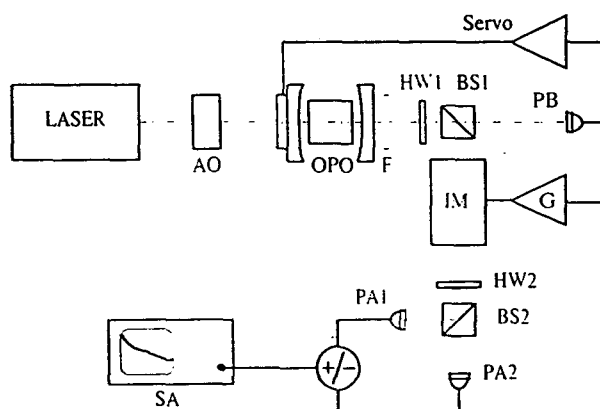 Servo
HW1 BS1
PB
LASER
AO
OPO
F
IM
G
HW2
PA1
BS2
+/-
PA2
SA